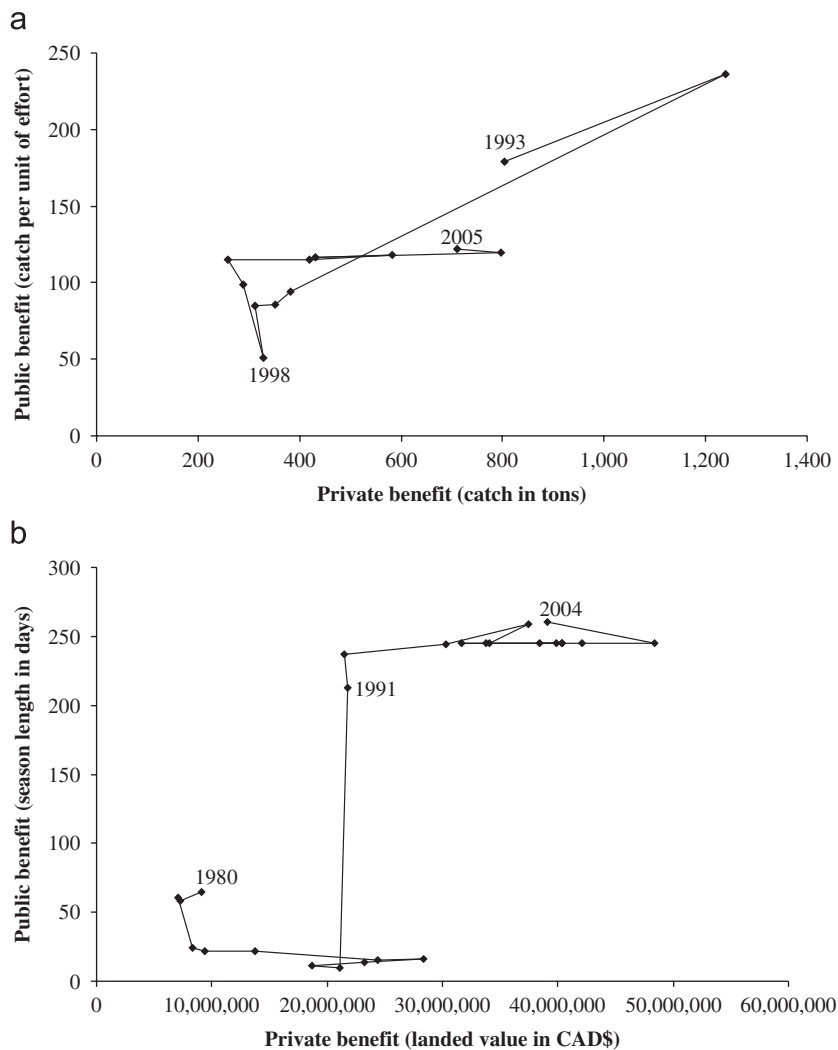 a
250
200
150
100
50
0
Public benefit (catch per unit of effort)
1993
2005
1998
0 200 400 600 800 1,000 1,200 1,400
Private benefit (catch in tons)
b
300
250
200
150
100
50
0
Public benefit (season length in days)
2004
1991
1980
0 10,000,000 20,000,000 30,000,000 40,000,000 50,000,000 60,000,000
Private benefit (landed value in CAD$)